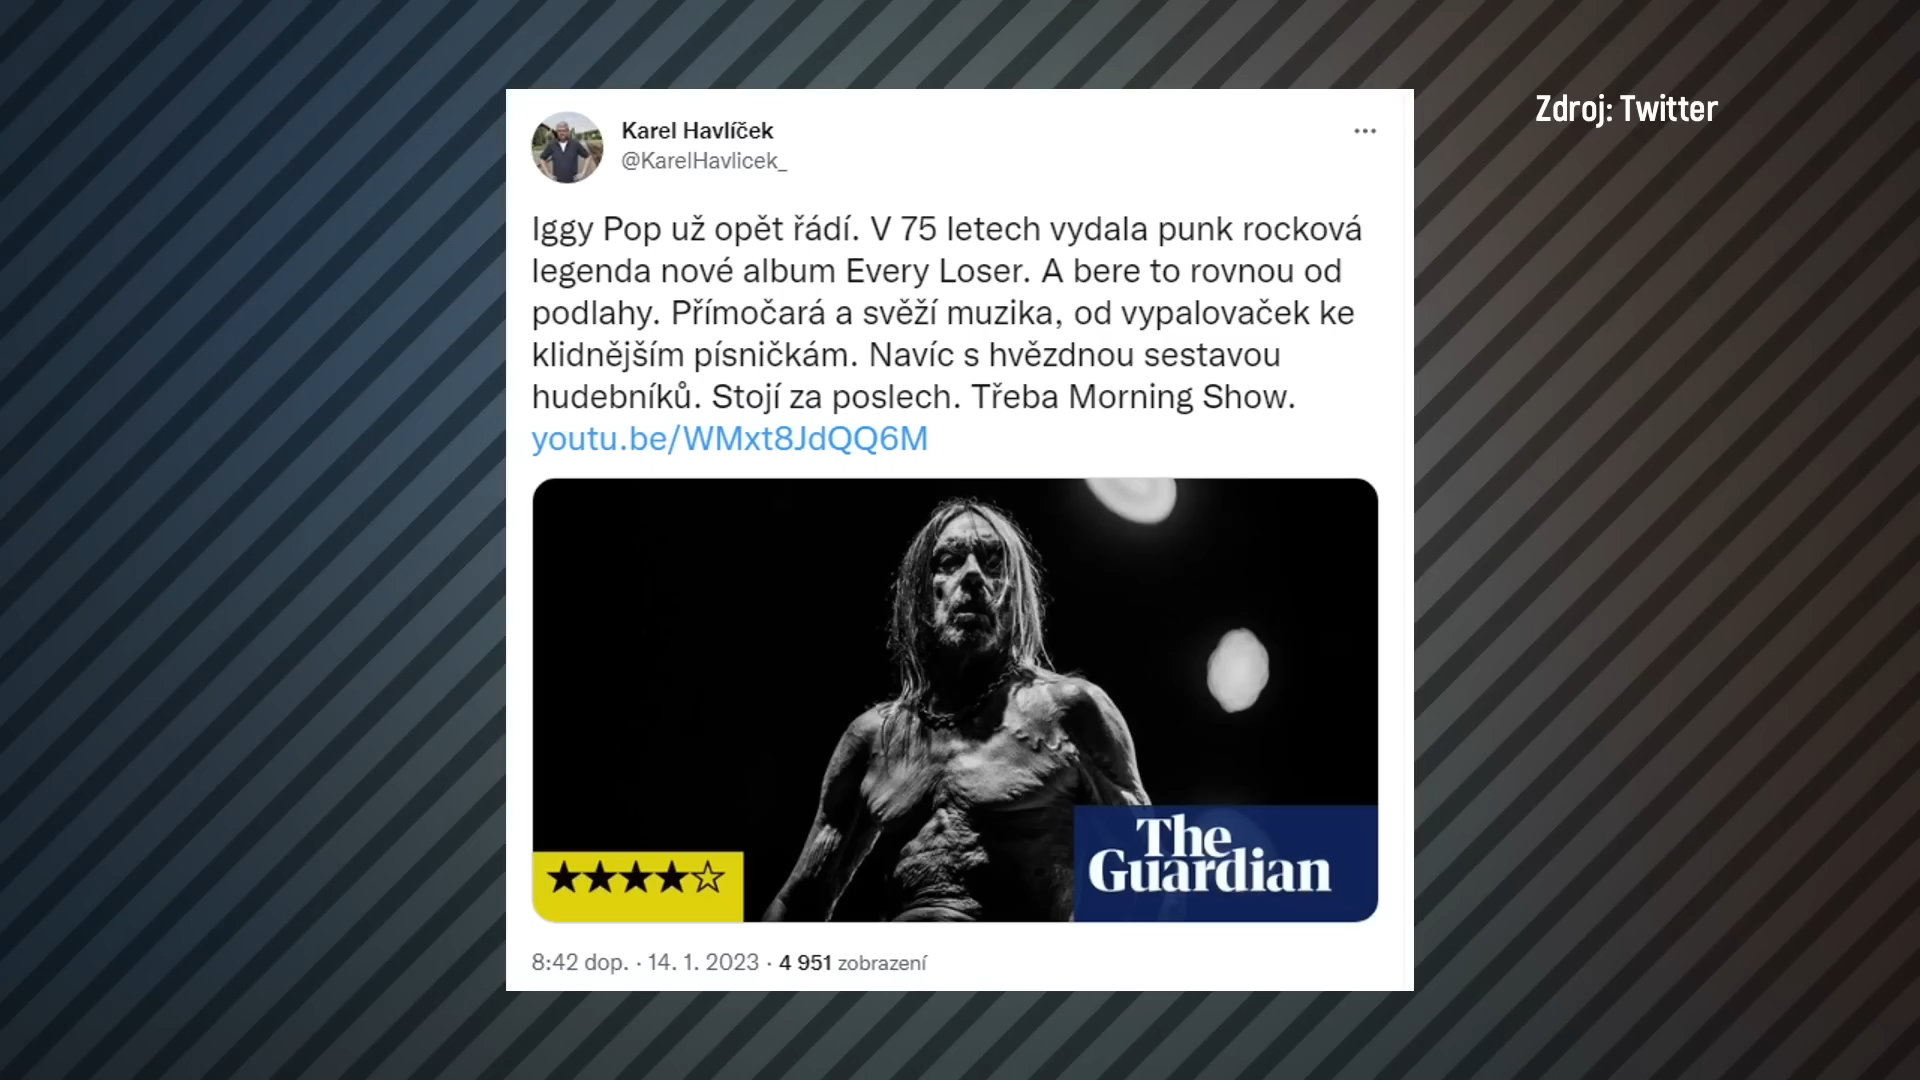 Zdroj: Twitter
Karel Havlíček
@KarelHavlicek_
Iggy Pop už opět řádí. V 75 letech vydala punk rocková
legenda nové album Every Loser. A bere to rovnou od
podlahy. Přímočará a svěží muzika, od vypalovaček ke
klidnějším písničkám. Navíc s hvězdnou sestavou
hudebníků. Stojí za poslech. Třeba Morning Show.
youtu.be/WMxt8JdQQ6M
The
Guardian
8:42 dop. · 14. 1. 2023 · 4 951 zobrazení